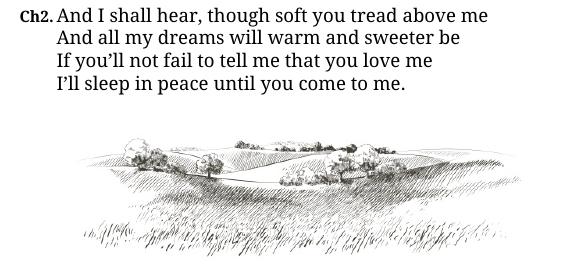 Ch2. And I shall hear, though soft you tread above me
And all my dreams will warm and sweeter be
If you’ll not fail to tell me that you love me
I’ll sleep in peace until you come to me.